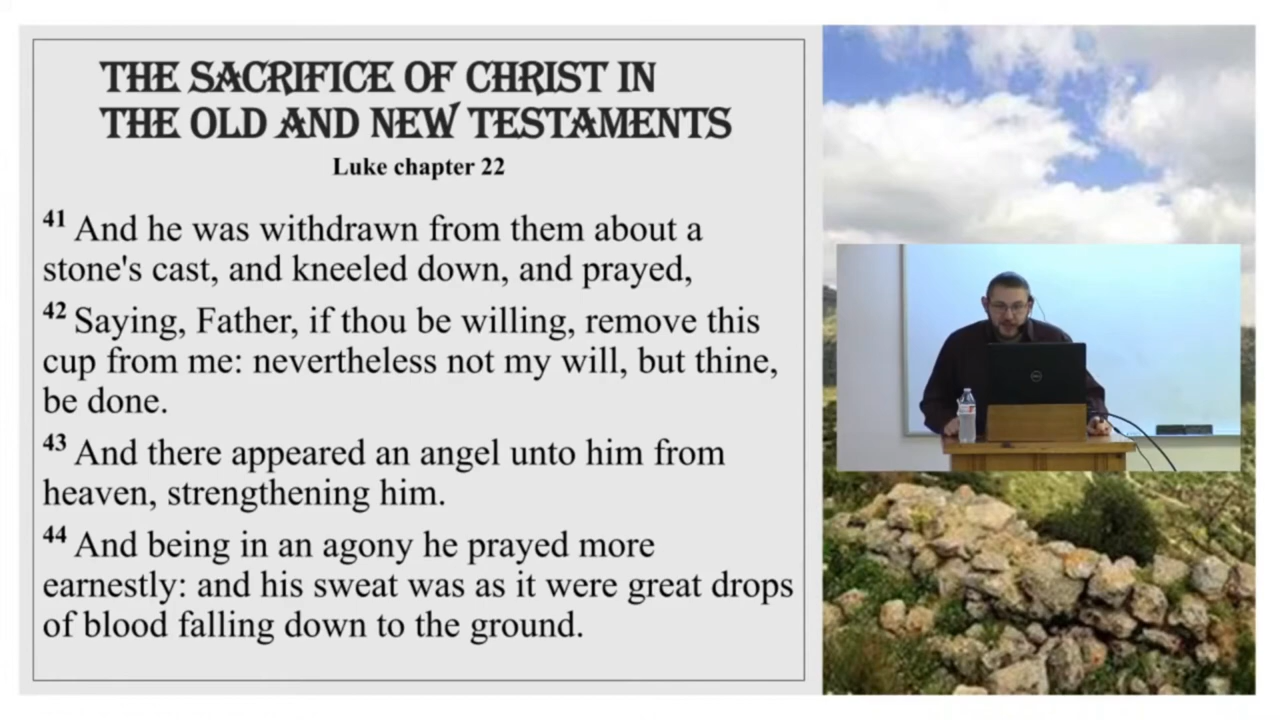 THE SACRIFICE OF CHRIST IN
THE OLD AND NEW TESTAMENTS
Luke chapter 22
41 And he was withdrawn from them about a
stone's cast, and kneeled down, and prayed,
42 Saying, Father, if thou be willing, remove this
cup from me: nevertheless not my will, but thine,
be done.
43 And there appeared an angel unto him from
heaven, strengthening him.
44 And being in an agony he prayed more
earnestly: and his sweat was as it were great drops
of blood falling down to the ground.